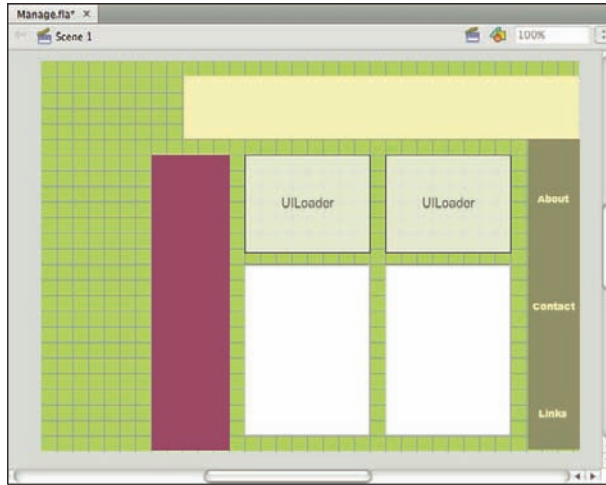 Manage.fla*
Scene 1
100%
UILoader
UILoader
About
Contact
Links